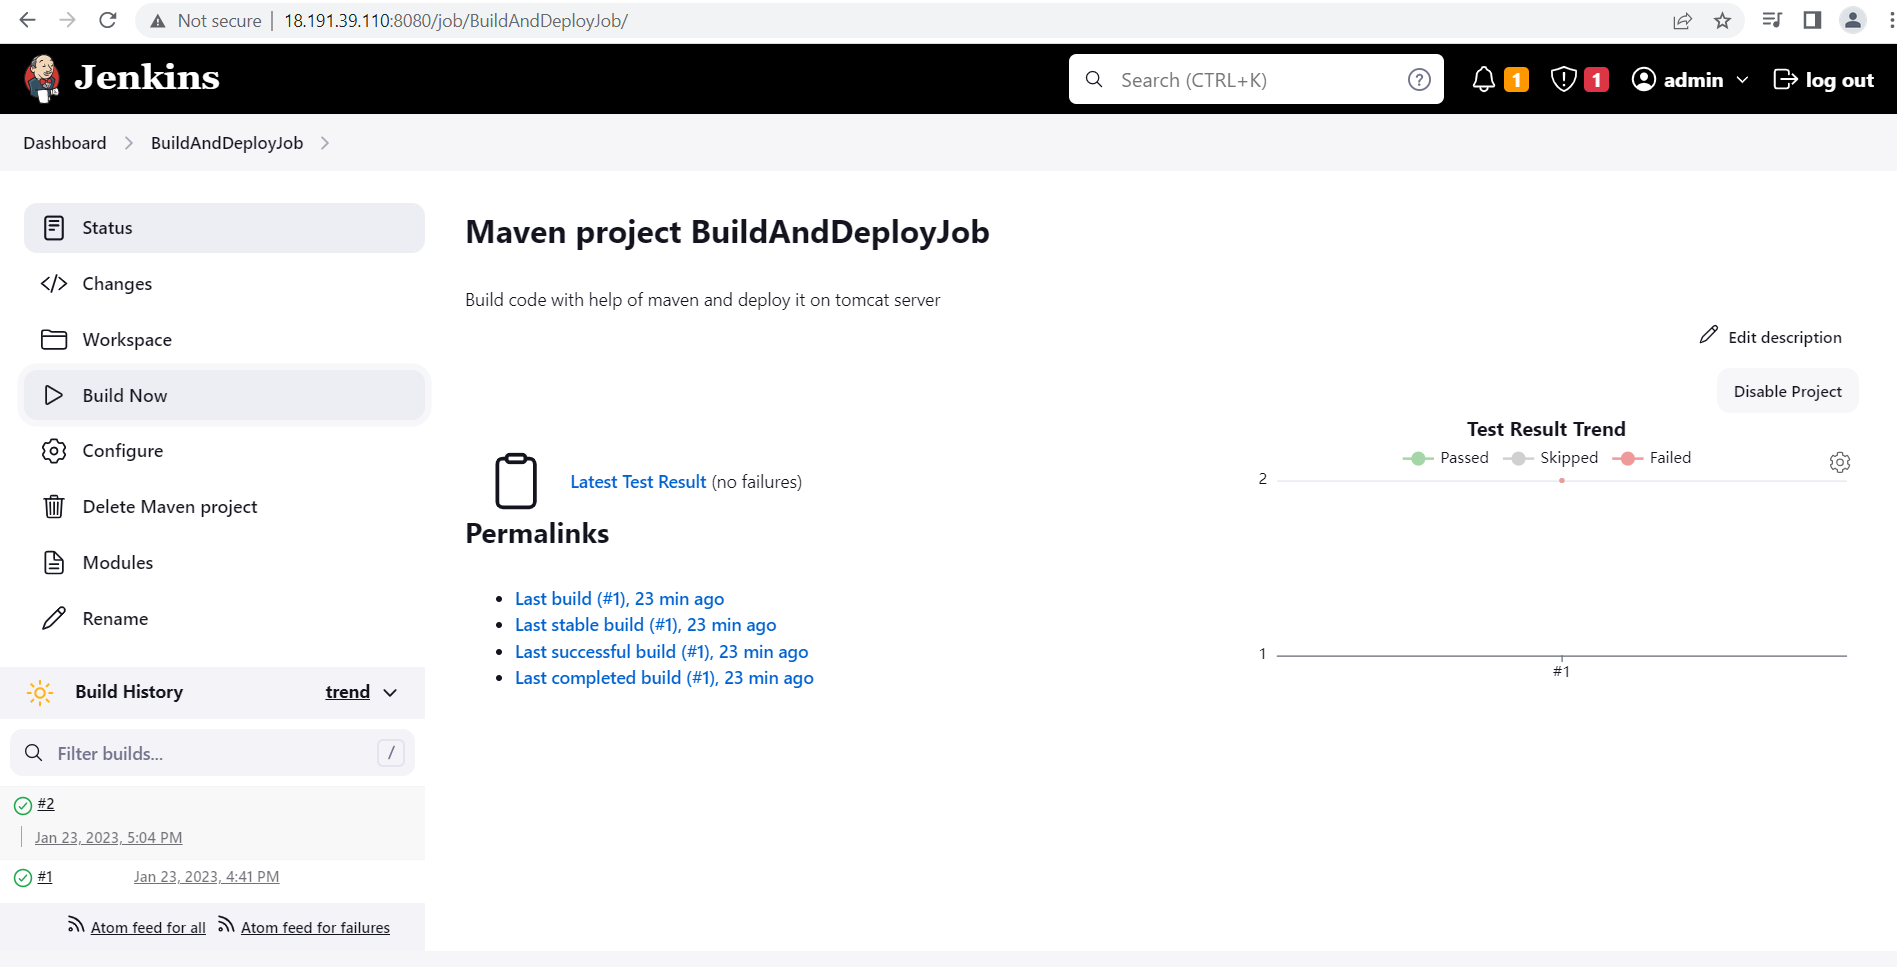 Not secure | 18.191.39.110:8080/job/BuildAndDeployJob/
Jenkins
Search (CTRL+K)
?
1
1
admin
log out
Dashboard
BuildAndDeployJob
Status
Changes
Workspace
Build Now
Configure
Delete Maven project
Modules
Rename
Build History
trend
Filter builds...
/
#2
Jan 23, 2023, 5:04 PM
#1
Jan 23, 2023, 4:41 PM
Atom feed for all
Atom feed for failures
Maven project BuildAndDeployJob
Build code with help of maven and deploy it on tomcat server
Edit description
Disable Project
Latest Test Result (no failures)
Permalinks
Last build (#1), 23 min ago
Last stable build (#1), 23 min ago
Last successful build (#1), 23 min ago
Last completed build (#1), 23 min ago
Test Result Trend
Passed
Skipped
Failed
2
1
#1